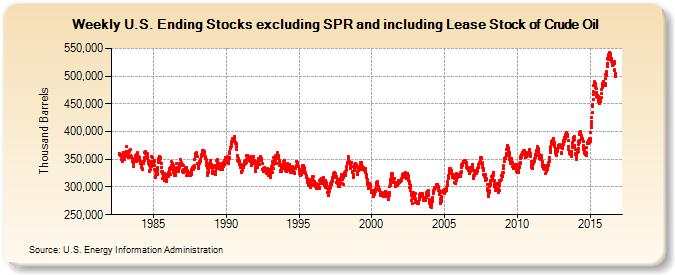 Weekly U.S. Ending Stocks excluding SPR and including Lease Stock of Crude Oil
Thousand Barrels
550,000
500,000
450,000
400,000
350,000
300,000
250,000
1985 1990 1995 2000 2005 2010 2015
Source: U.S. Energy Information Administration